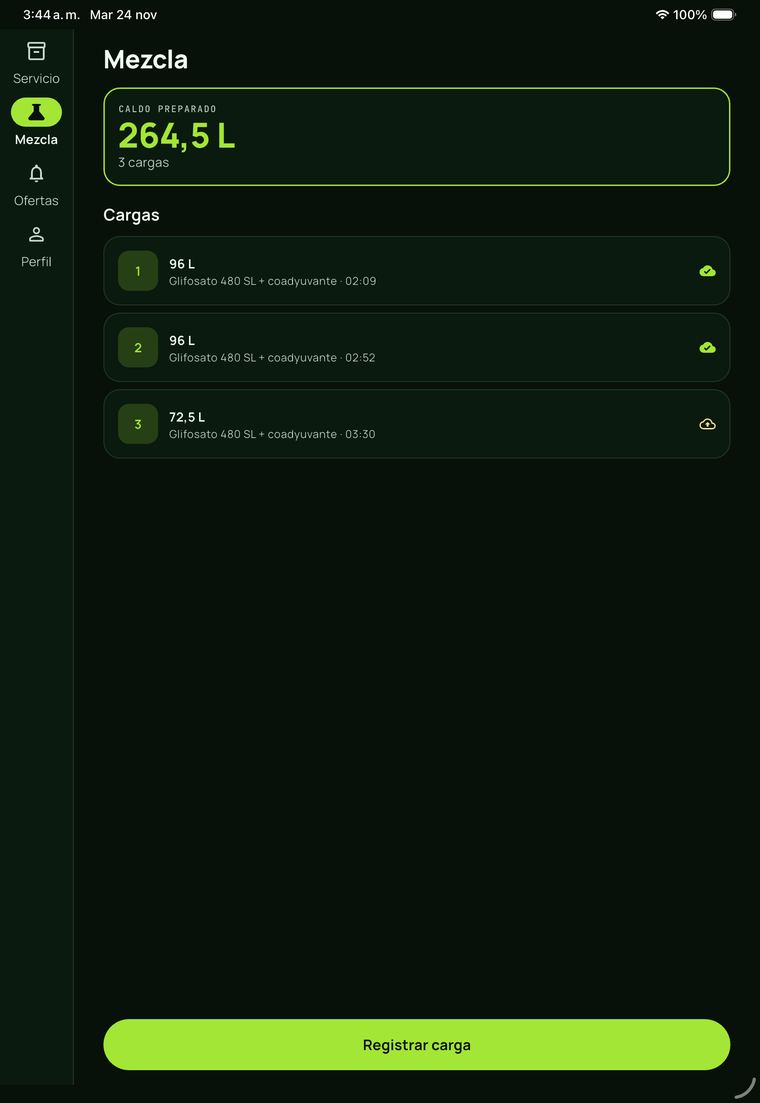 3:44 a. m. Mar 24 nov
100%
Servicio
Mezcla
Ofertas
Perfil
Mezcla
CALDO PREPARADO
264,5 L
3 cargas
Cargas
1
96 L
Glifosato 480 SL + coadyuvante · 02:09
2
96 L
Glifosato 480 SL + coadyuvante · 02:52
3
72,5 L
Glifosato 480 SL + coadyuvante · 03:30
Registrar carga